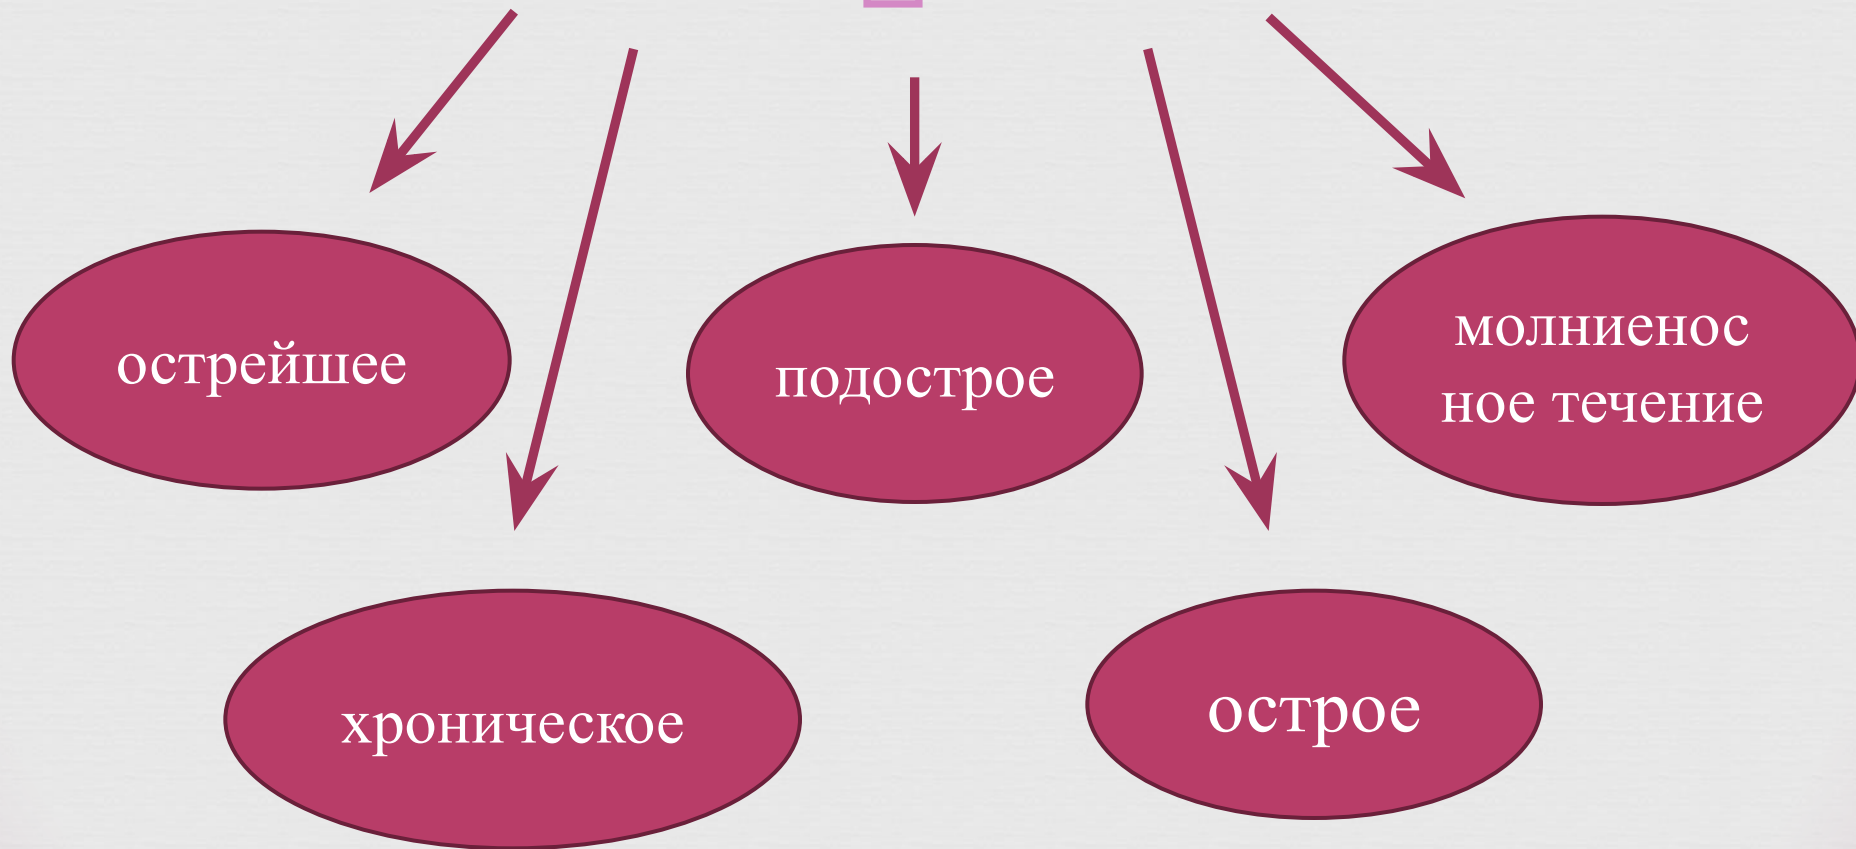 острейшее
подострое
молниенос
ное течение
хроническое
острое